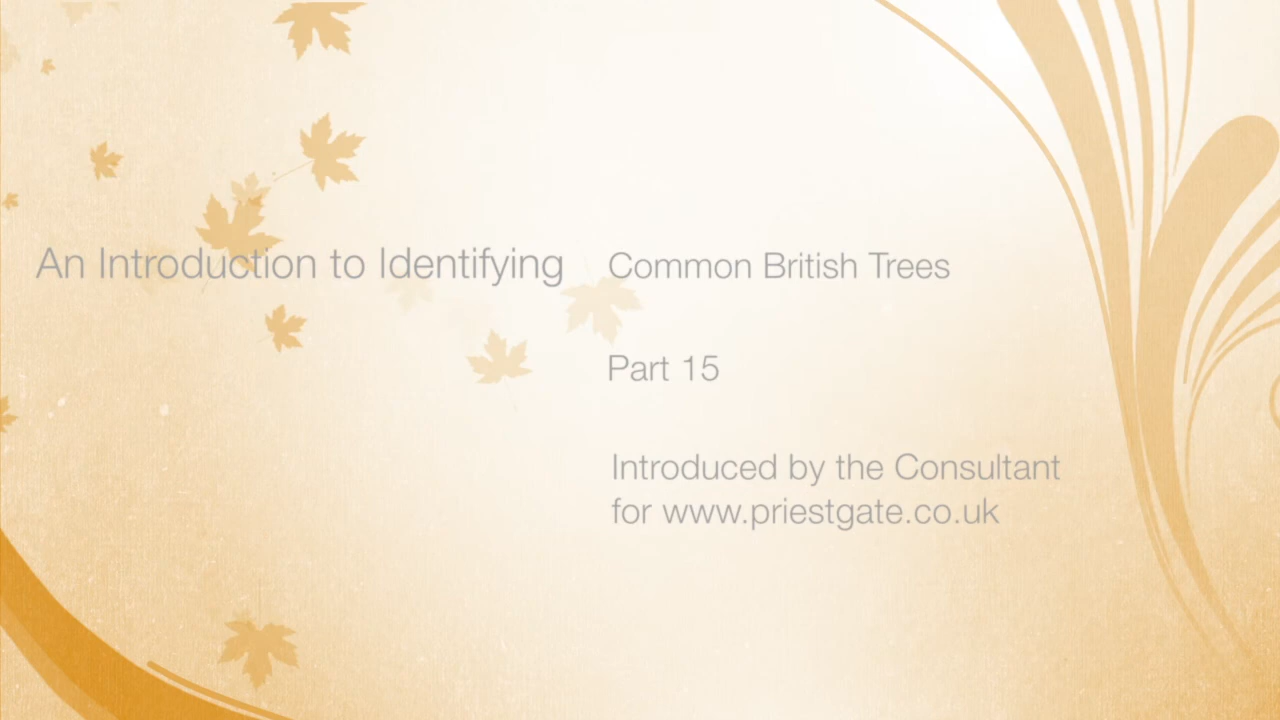 An Introduction to Identifying Common British Trees
Part 15
Introduced by the Consultant
for www.priestgate.co.uk